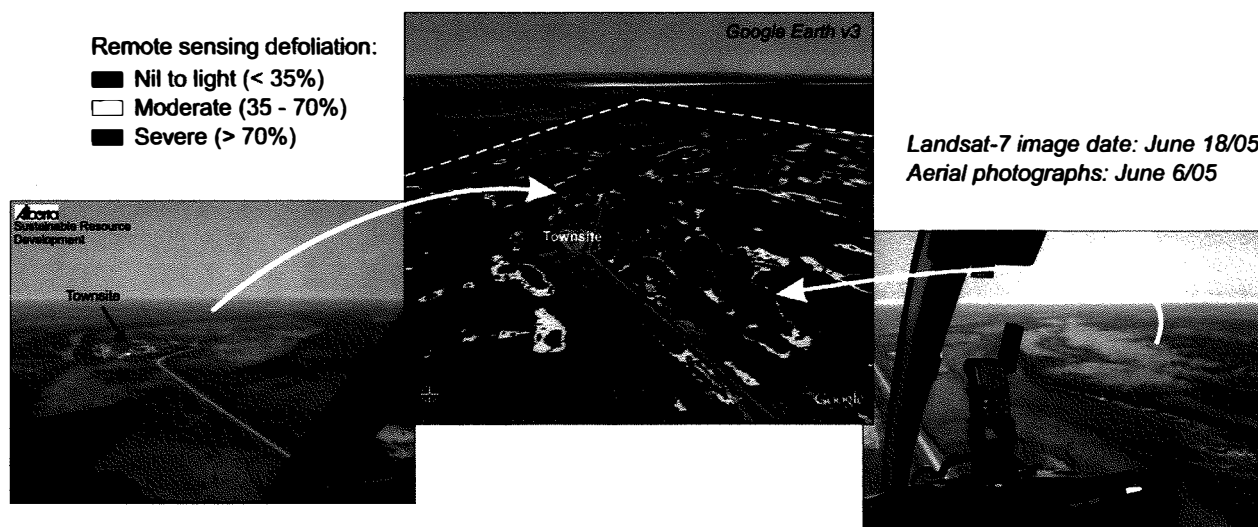 Remote sensing defoliation:
Nil to light (< 35%)
Moderate (35 - 70%)
Severe (> 70%)
Google Earth v3
Landsat-7 image date: June 18/05
Aerial photographs: June 6/05
Alberta
Sustainable Resource
Development
Townsite
Townsite
Google